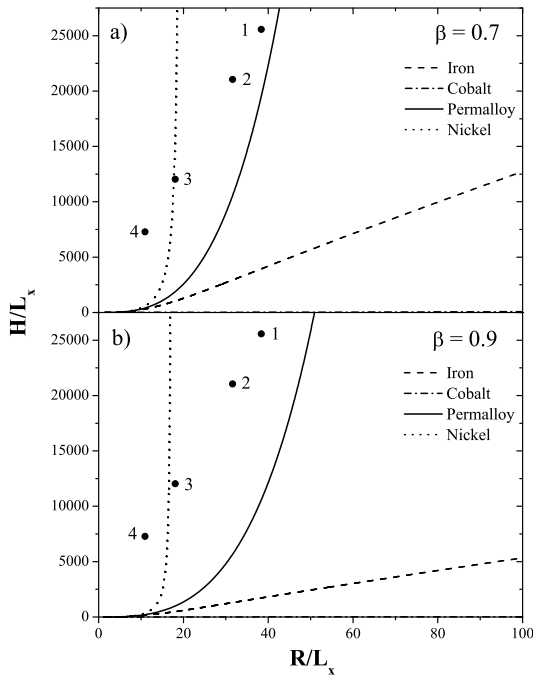 a)
β = 0.7
1
2
3
4
Iron
Cobalt
Permalloy
Nickel
25000
20000
15000
10000
5000
0
H/Lₓ
b)
β = 0.9
1
2
3
4
Iron
Cobalt
Permalloy
Nickel
25000
20000
15000
10000
5000
0
0 20 40 60 80 100
R/Lₓ